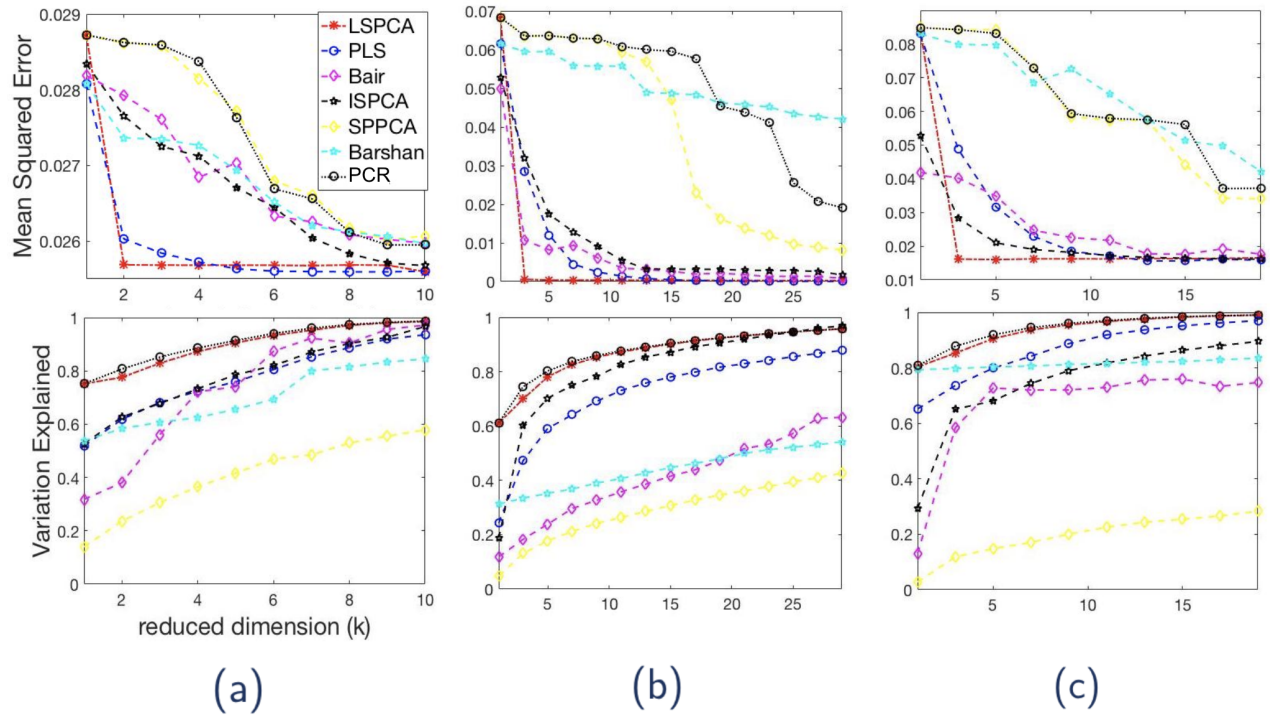 Mean Squared Error
0.029
0.028
0.027
0.026
2 4 6 8 10
LSPCA
PLS
Bair
ISPCA
SPPCA
Barshan
PCR
0.07
0.06
0.05
0.04
0.03
0.02
0.01
0
5 10 15 20 25
0.08
0.07
0.06
0.05
0.04
0.03
0.02
0.01
5 10 15
Variation Explained
1
0.8
0.6
0.4
0.2
0
2 4 6 8 10
reduced dimension (k)
1
0.8
0.6
0.4
0.2
0
5 10 15 20 25
1
0.8
0.6
0.4
0.2
0
5 10 15
(a) (b) (c)